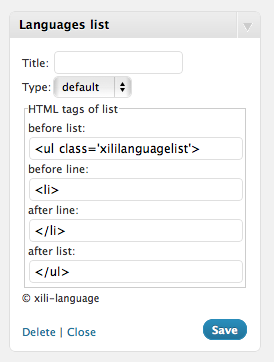 Languages list
Title:
Type: default
HTML tags of list
before list:
<ul class='xililanguagelist'>
before line:
<li>
after line:
</li>
after list:
</ul>
© xili-language
Delete | Close Save